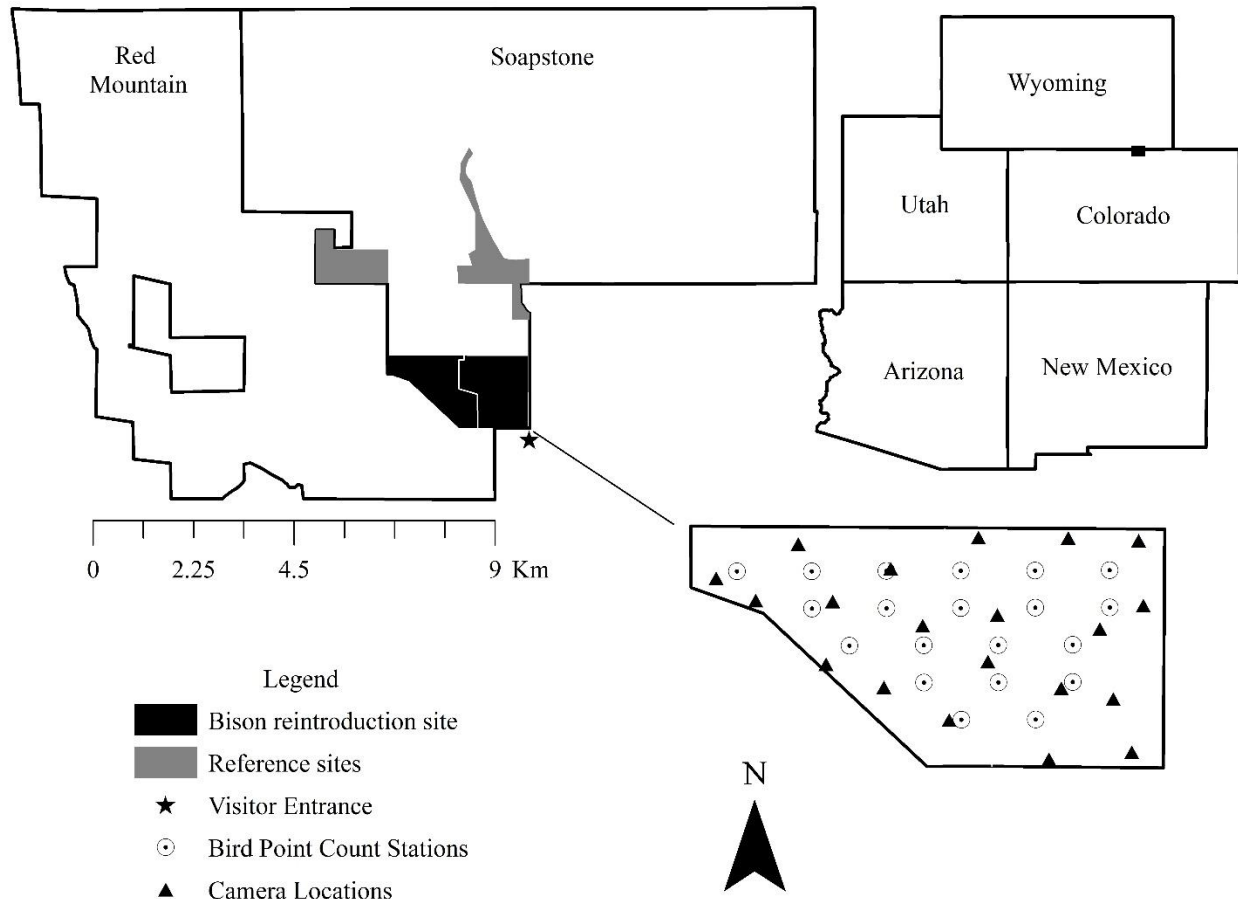 Red
Mountain
Soapstone
Wyoming
Utah
Colorado
Arizona
New Mexico
0 2.25 4.5 9 Km
Legend
Bison reintroduction site
Reference sites
Visitor Entrance
Bird Point Count Stations
Camera Locations
N